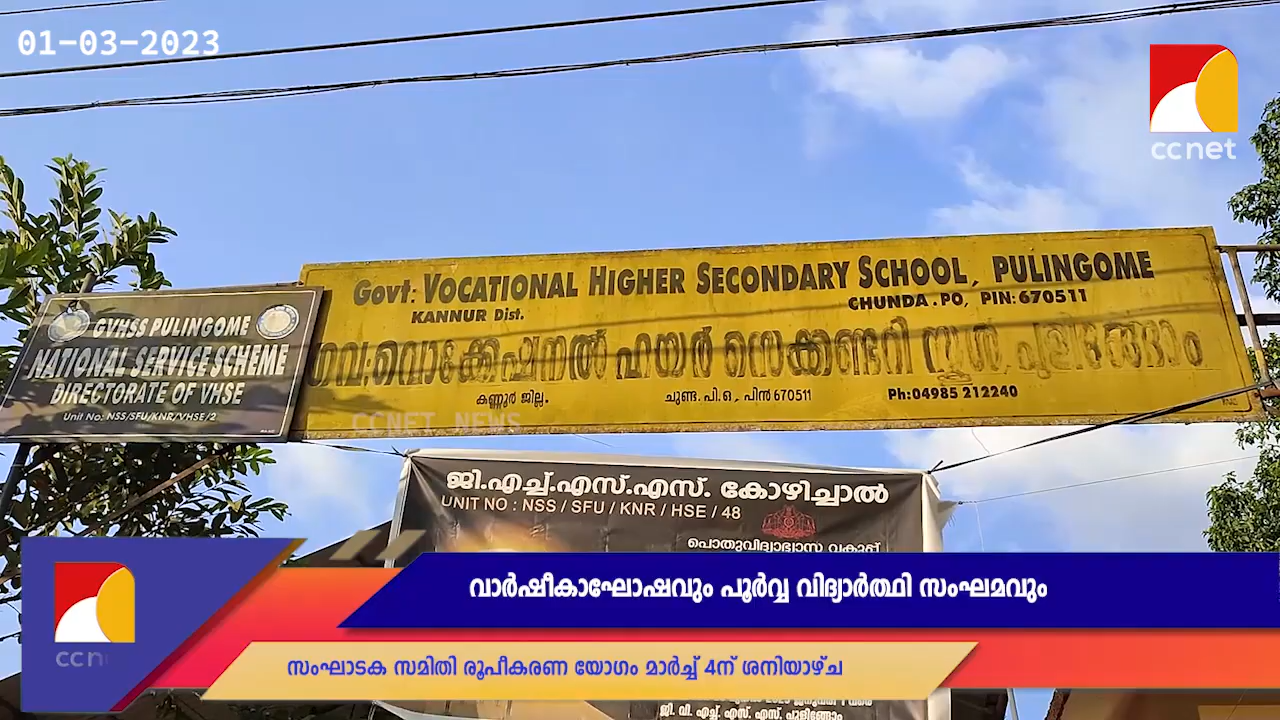 01-03-2023
ccnet
Govt: VOCATIONAL HIGHER SECONDARY SCHOOL, PULINGOME
KANNUR Dist.
CHUNDA.PO, PIN:670511
ഗവ:വൊക്കേഷനൽ ഹയർ സെക്കണ്ടറി സ്കൂൾ, പുളിങ്ങോം
കണ്ണൂർ ജില്ല.
ചുണ്ട. പി.ഒ., പിൻ 670511
Ph:04985 212240
GVHSS PULINGOME
NATIONAL SERVICE SCHEME
DIRECTORATE OF VHSE
Unit No: NSS/SFU/KNR/VHSE/2
CCNET NEWS
ജി.എച്ച്.എസ്.എസ്. കോഴിച്ചാൽ
UNIT NO : NSS / SFU / KNR / HSE / 48
പൊതുവിദ്യാഭ്യാസ വകുപ്പ്
വാർഷീകാഘോഷവും പൂർവ്വ വിദ്യാർത്ഥി സംഘമവും
സംഘാടക സമിതി രൂപീകരണ യോഗം മാർച്ച് 4ന് ശനിയാഴ്ച
ccn
ജി. വി. എച്ച്. എസ്. എസ്. പുളിങ്ങോം